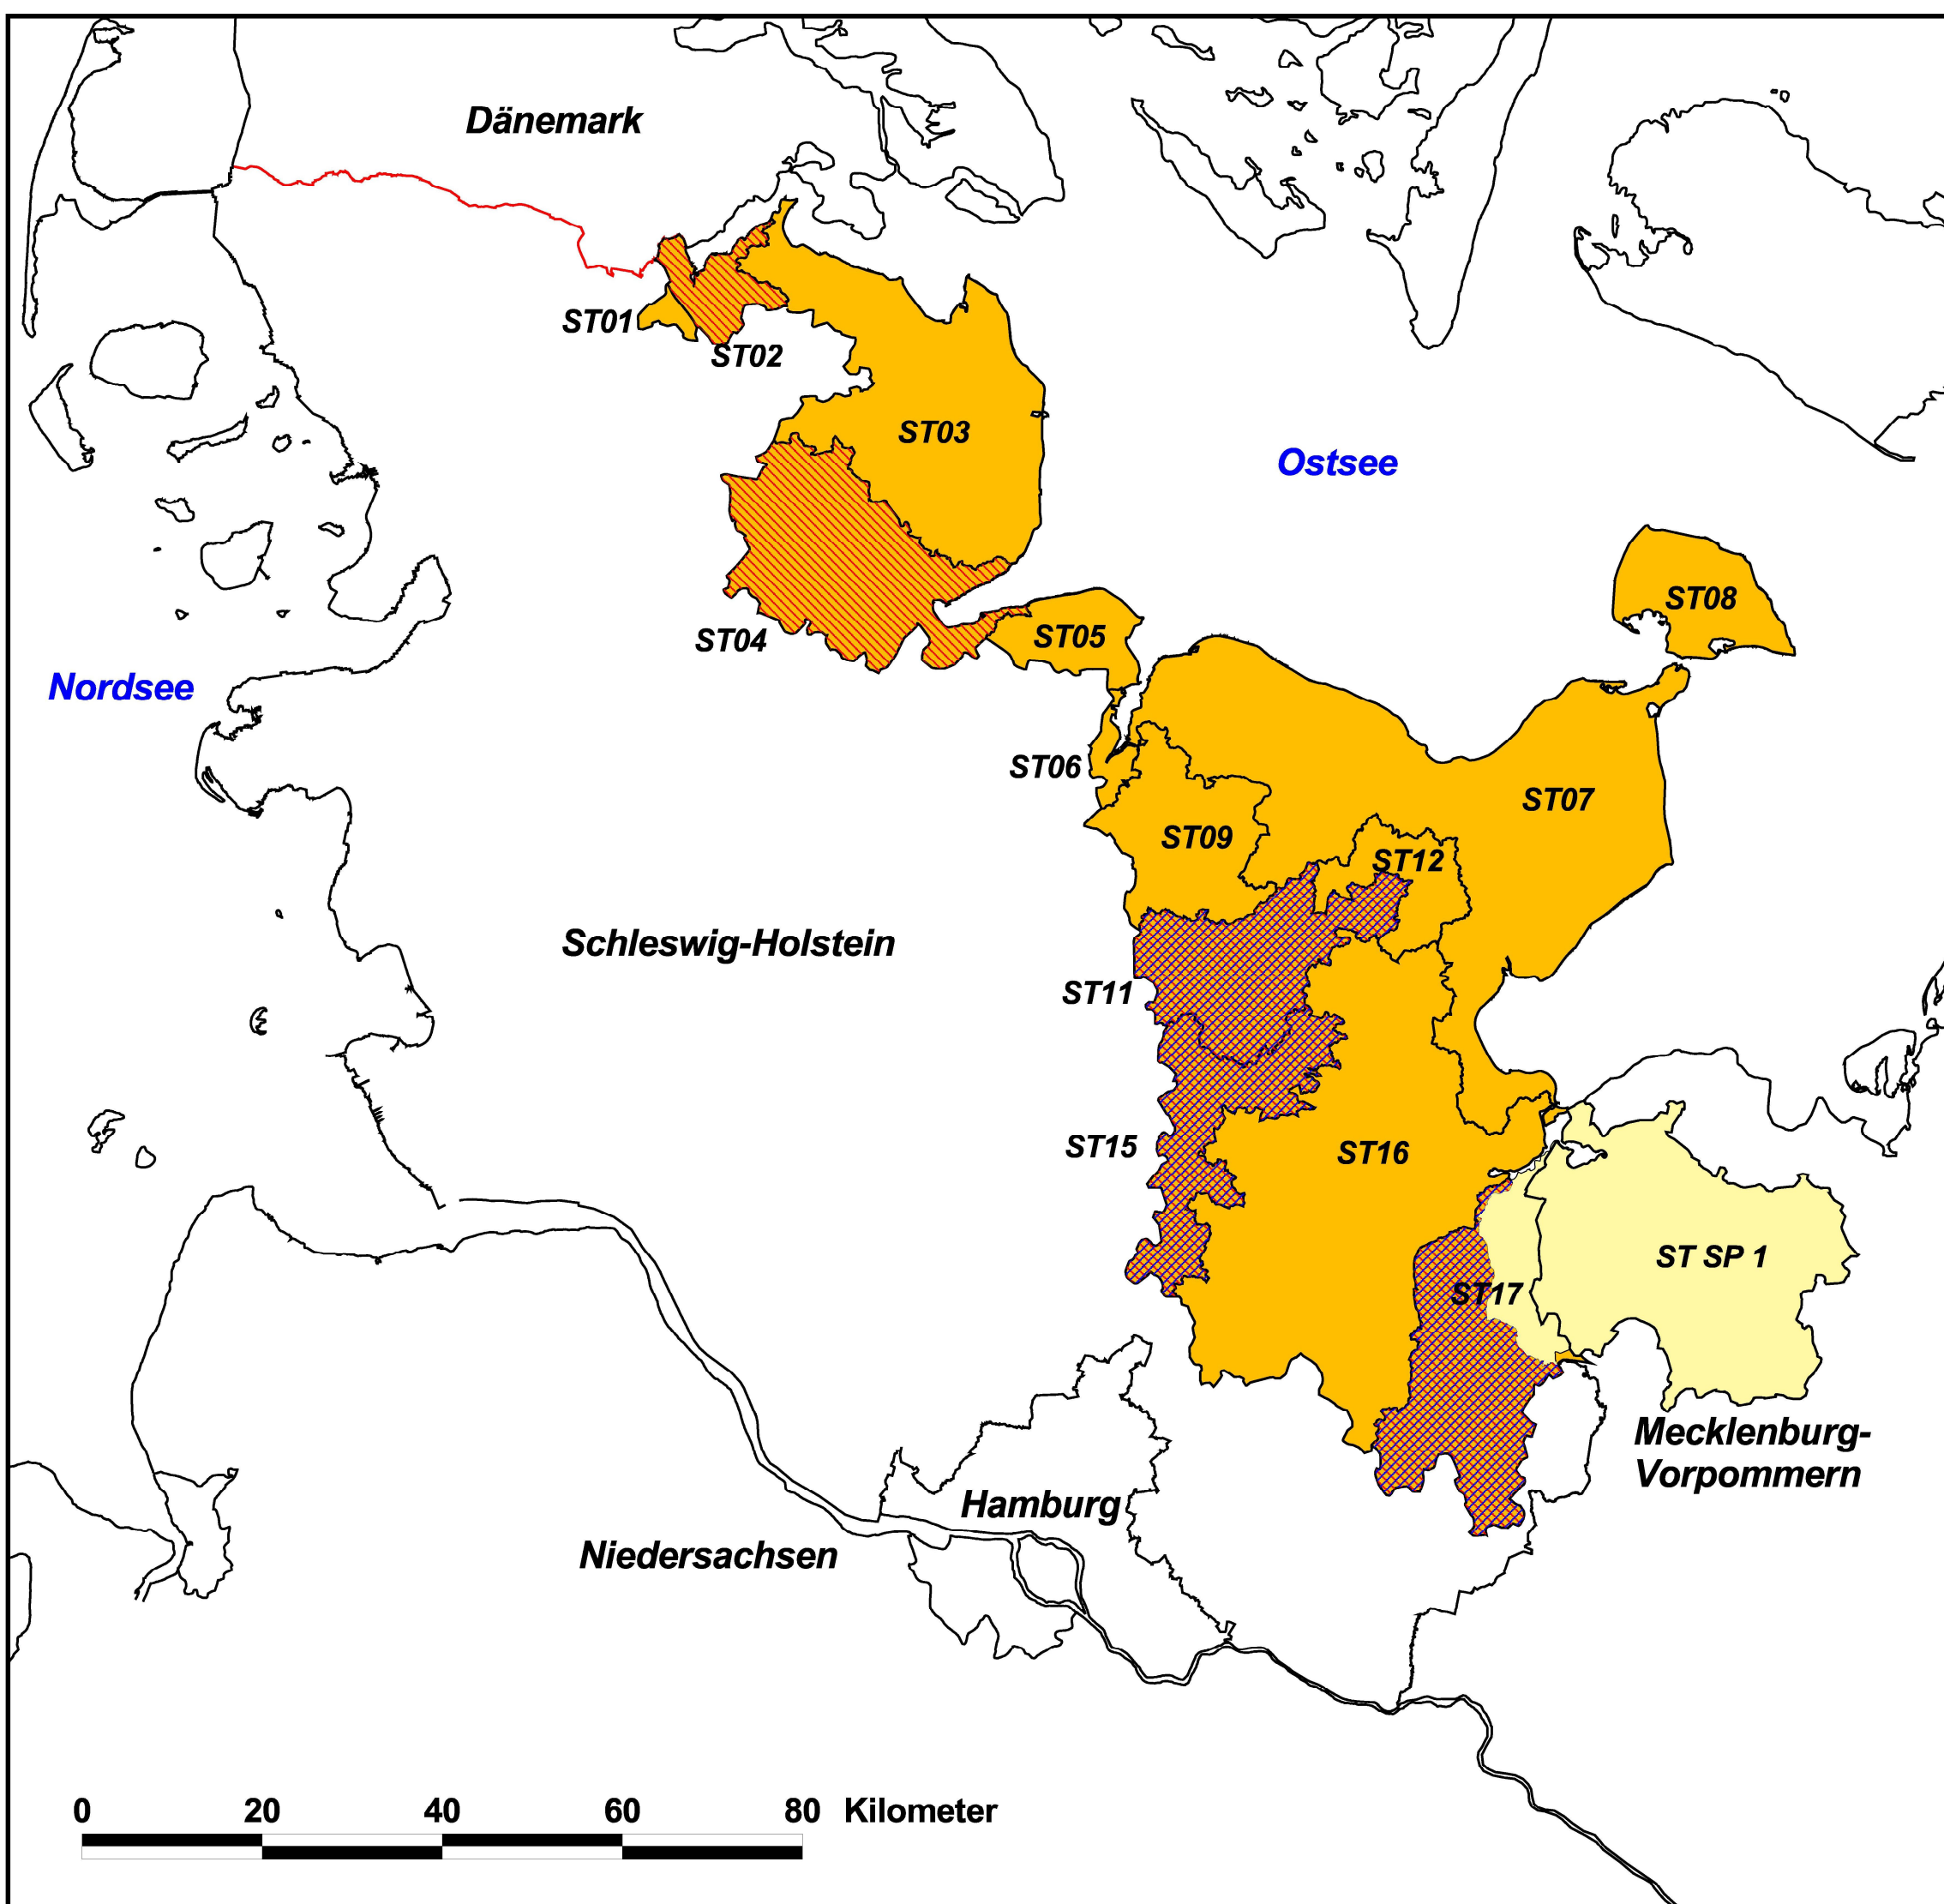 Dänemark
ST01
ST02
ST03
Ostsee
ST08
ST05
ST04
Nordsee
ST06
ST07
ST09
ST12
Schleswig-Holstein
ST11
ST15
ST16
ST SP 1
ST17
Mecklenburg-
Vorpommern
Hamburg
Niedersachsen
0 20 40 60 80 Kilometer